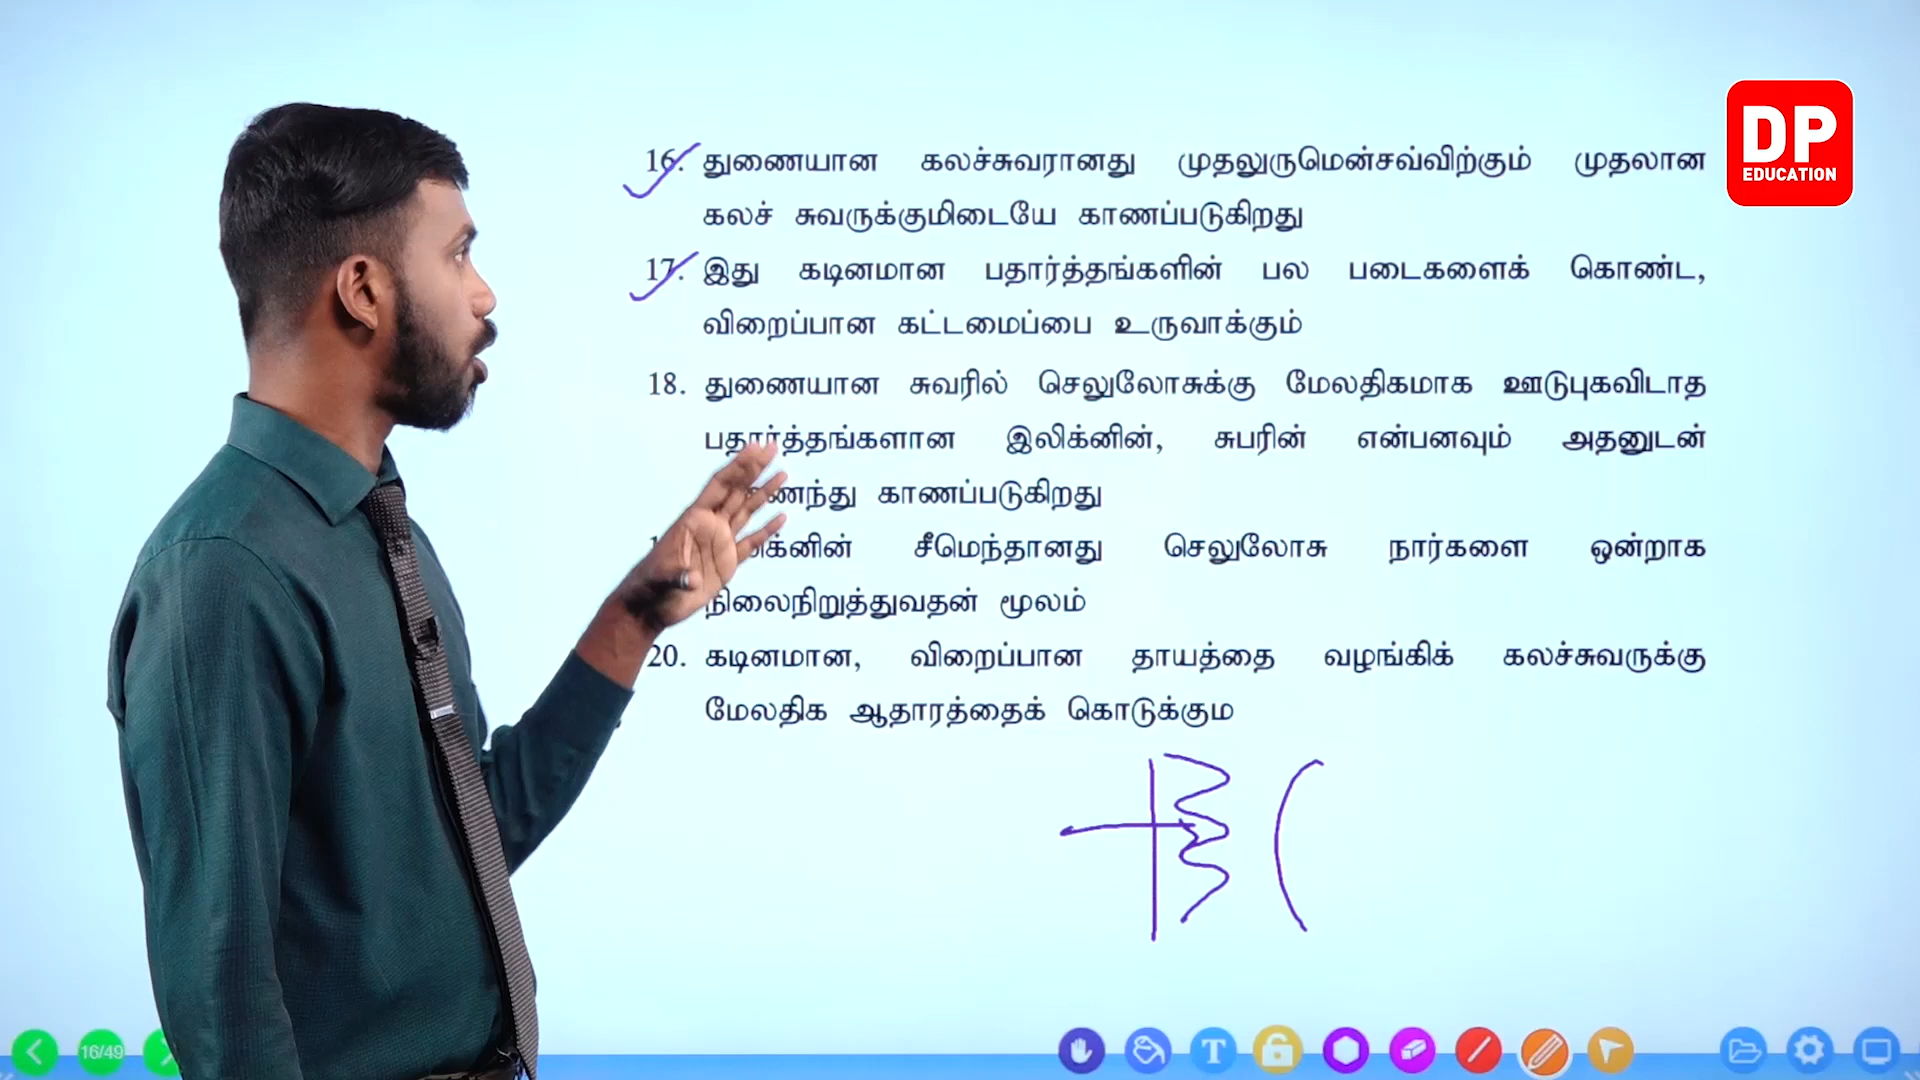 DP
EDUCATION
16. துணையான கலச்சுவரானது முதலுருமென்சவ்விற்கும் முதலான
கலச் சுவருக்குமிடையே காணப்படுகிறது
17. இது கடினமான பதார்த்தங்களின் பல படைகளைக் கொண்ட,
விறைப்பான கட்டமைப்பை உருவாக்கும்
18. துணையான சுவரில் செலுலோசுக்கு மேலதிகமாக ஊடுபுகவிடாத
பதார்த்தங்களான இலிக்னின், சுபரின் என்பனவும் அதனுடன்
காணப்படுகிறது
சீமெந்தானது செலுலோசு நார்களை ஒன்றாக
நிலைநிறுத்துவதன் மூலம்
20. கடினமான, விறைப்பான தாயத்தை வழங்கிக் கலச்சுவருக்கு
மேலதிக ஆதாரத்தைக் கொடுக்கும
16/49
T